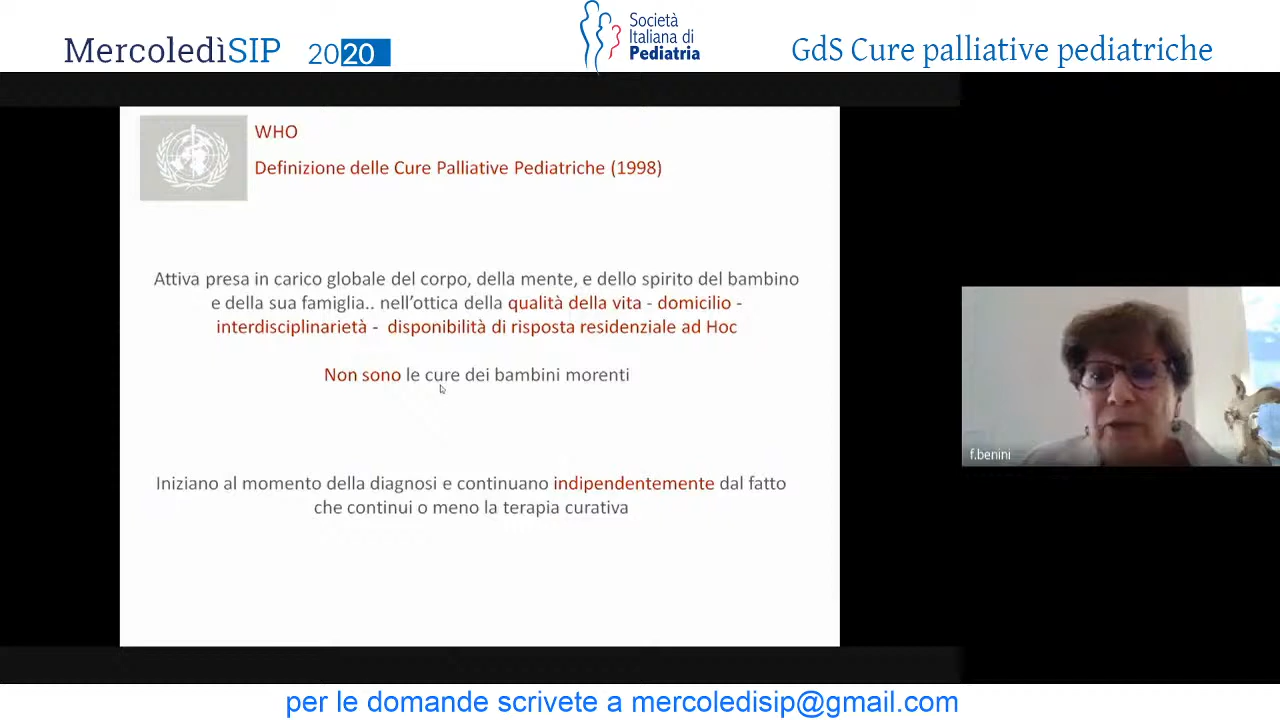 MercoledìSIP 2020
Società
Italiana di
Pediatria
GdS Cure palliative pediatriche
WHO
Definizione delle Cure Palliative Pediatriche (1998)
Attiva presa in carico globale del corpo, della mente, e dello spirito del bambino
e della sua famiglia.. nell’ottica della qualità della vita - domicilio -
interdisciplinarietà - disponibilità di risposta residenziale ad Hoc
Non sono le cure dei bambini morenti
Iniziano al momento della diagnosi e continuano indipendentemente dal fatto
che continui o meno la terapia curativa
f.benini
per le domande scrivete a mercoledisip@gmail.com